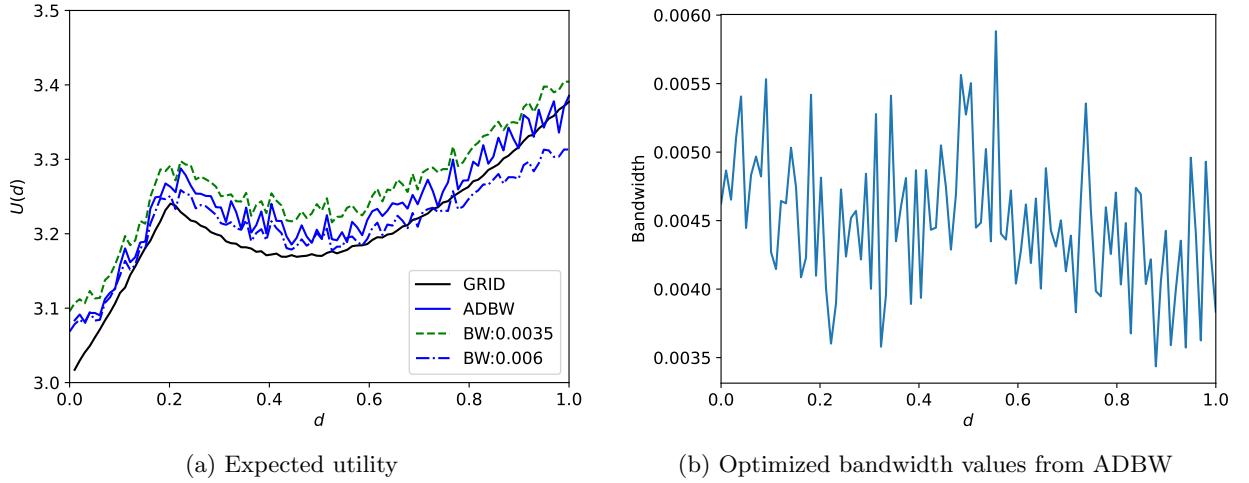 3.5
3.4
3.3
3.2
3.1
3.0
U(d)
0.0 0.2 0.4 0.6 0.8 1.0
d
GRID
ADBW
BW:0.0035
BW:0.006
(a) Expected utility
0.0060
0.0055
0.0050
0.0045
0.0040
0.0035
Bandwidth
0.0 0.2 0.4 0.6 0.8 1.0
d
(b) Optimized bandwidth values from ADBW